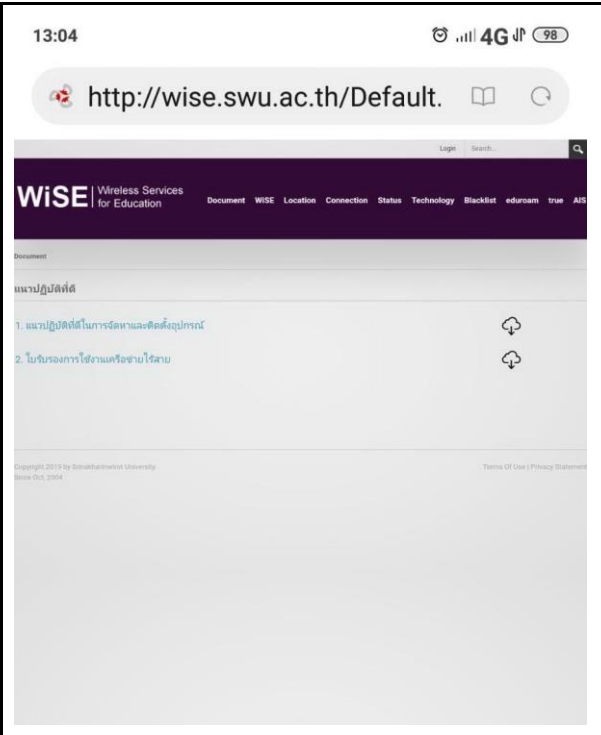 13:04 4G 98
http://wise.swu.ac.th/Default.
Login Search...
WiSE Wireless Services
for Education
Document WiSE Location Connection Status Technology Blacklist eduroam true AIS
Document
แนวปฏิบัติที่ดี
1. แนวปฏิบัติที่ดีในการจัดหาและติดตั้งอุปกรณ์
2. ใบรับรองการใช้งานเครือข่ายไร้สาย
Copyright 2019 by Srinakharinwirot University. Terms Of Use | Privacy Statement
Since Oct, 2004